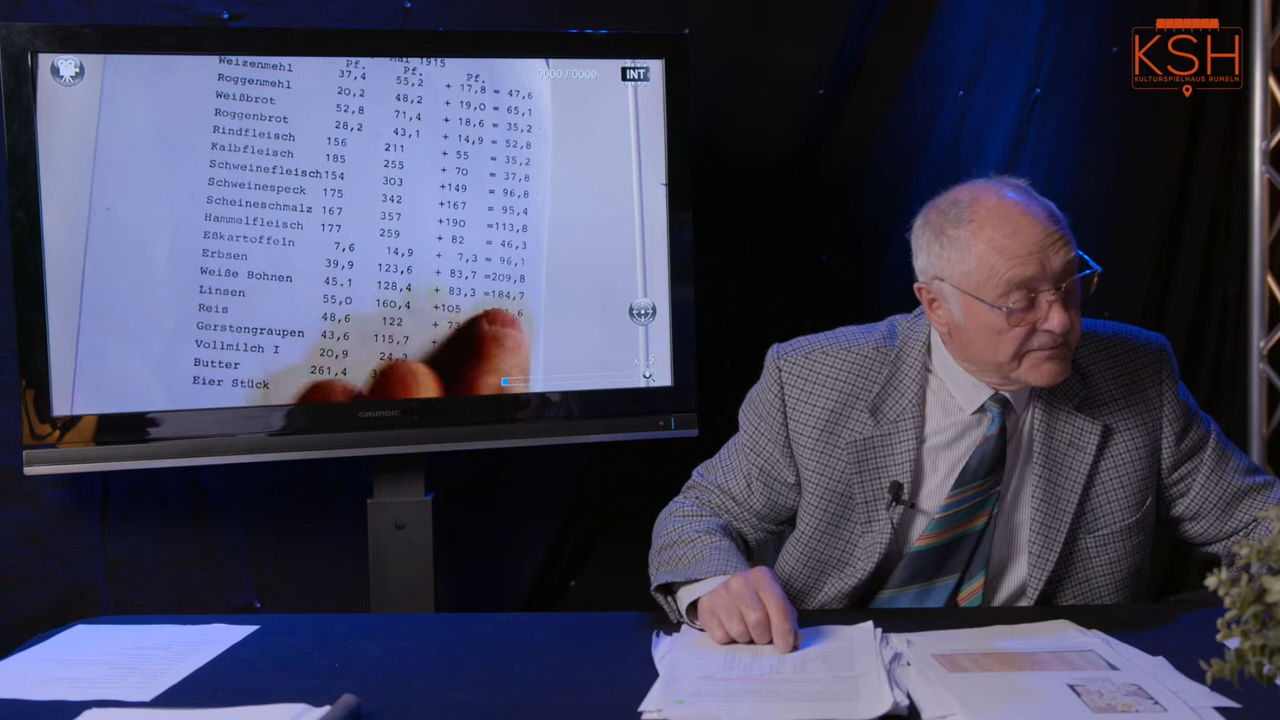 Mai 1915
Pf. Pf. Pf.
Weizenmehl 37,4 55,2 + 17,8 = 47,6
Roggenmehl 20,2 48,2 + 19,0 = 65,1
Weißbrot 52,8 71,4 + 18,6 = 35,2
Roggenbrot 28,2 43,1 + 14,9 = 52,8
Rindfleisch 156 211 + 55 = 35,2
Kalbfleisch 185 255 + 70 = 37,8
Schweinefleisch154 303 +149 = 96,8
Schweinespeck 175 342 +167 = 95,4
Scheineschmalz 167 357 +190 =113,8
Hammelfleisch 177 259 + 82 = 46,3
Eßkartoffeln 7,6 14,9 + 7,3 = 96,1
Erbsen 39,9 123,6 + 83,7 =209,8
Weiße Bohnen 45.1 128,4 + 83,3 =184,7
Linsen 55,0 160,4 +105
Reis 48,6 122 +
Gerstengraupen 43,6 115,7 +
Vollmilch I 20,9 24,3
Butter 261,4
Eier Stück
0000 / 0000
INT
GRUNDIG
KSH
KULTURSPIELHAUS RUMELN